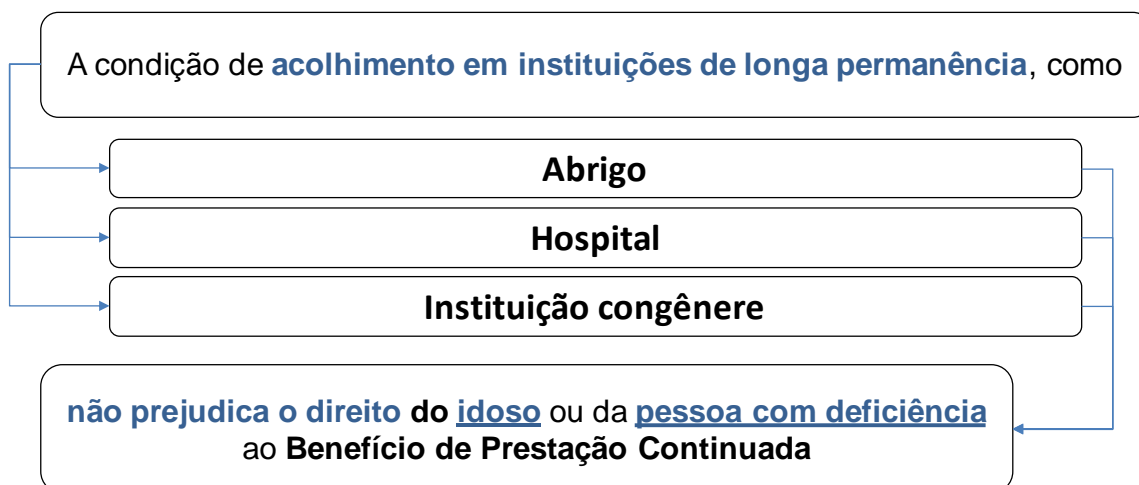 A condição de acolhimento em instituições de longa permanência, como
Abrigo
Hospital
Instituição congênere
não prejudica o direito do idoso ou da pessoa com deficiência
ao Benefício de Prestação Continuada